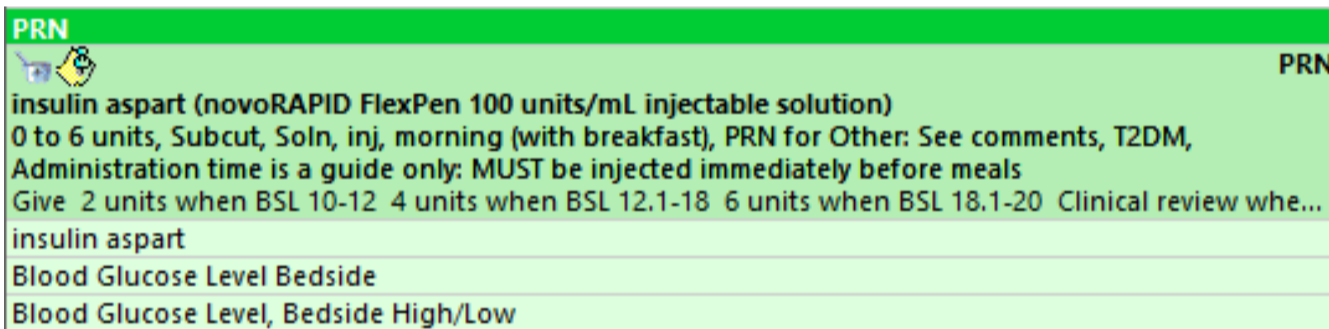 PRN
PRN
insulin aspart (novoRAPID FlexPen 100 units/mL injectable solution)
0 to 6 units, Subcut, Soln, inj, morning (with breakfast), PRN for Other: See comments, T2DM,
Administration time is a guide only: MUST be injected immediately before meals
Give  2 units when BSL 10-12  4 units when BSL 12.1-18  6 units when BSL 18.1-20  Clinical review whe...
insulin aspart
Blood Glucose Level Bedside
Blood Glucose Level, Bedside High/Low